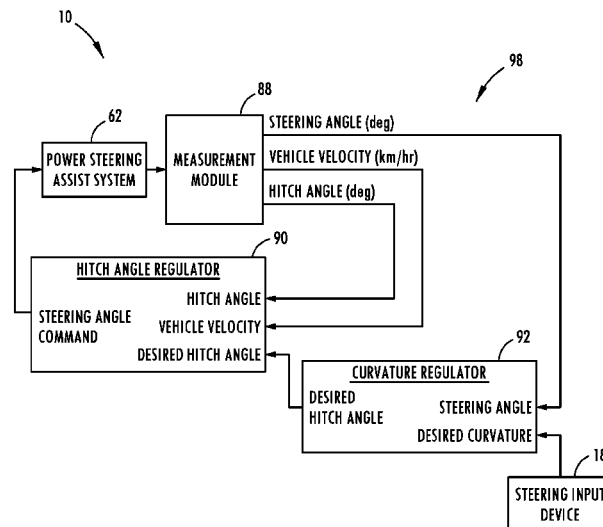 10
98
88
62
STEERING ANGLE (deg)
POWER STEERING
ASSIST SYSTEM
MEASUREMENT
MODULE
VEHICLE VELOCITY (km/hr)
HITCH ANGLE (deg)
90
HITCH ANGLE REGULATOR
HITCH ANGLE
STEERING ANGLE
COMMAND
VEHICLE VELOCITY
DESIRED HITCH ANGLE
92
CURVATURE REGULATOR
DESIRED
HITCH ANGLE
STEERING ANGLE
DESIRED CURVATURE
18
STEERING INPUT
DEVICE